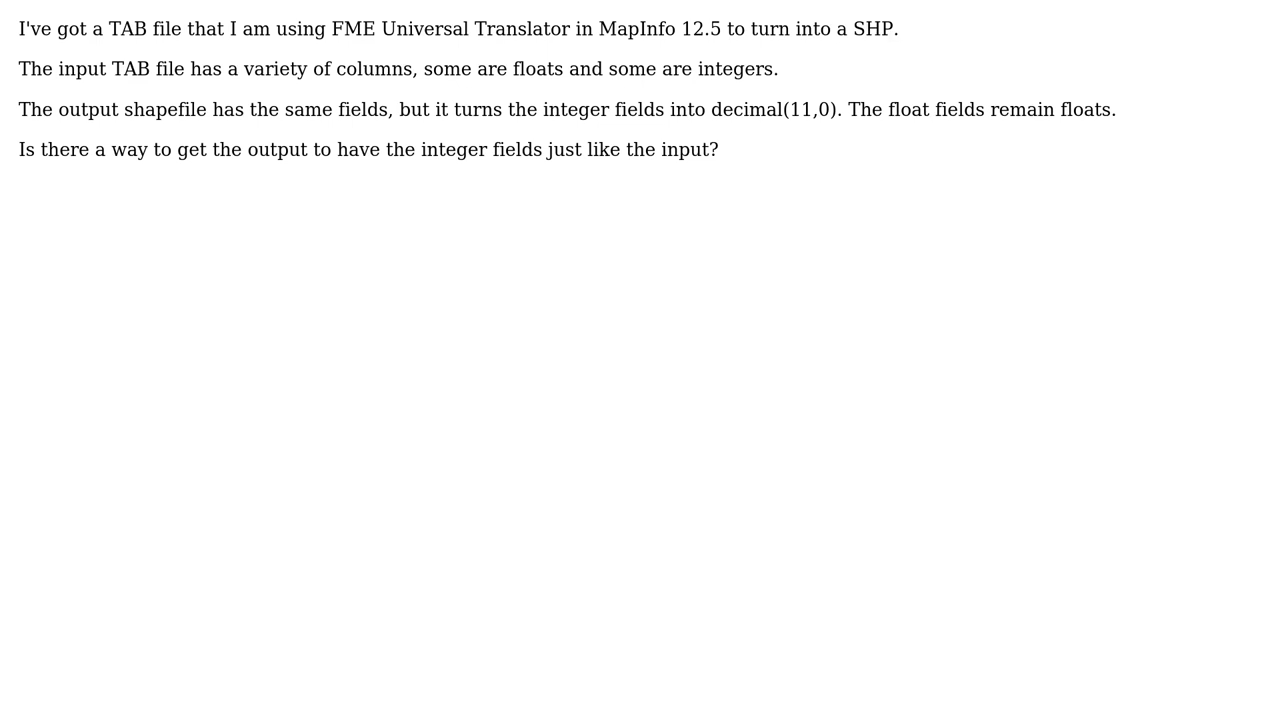 I've got a TAB file that I am using FME Universal Translator in MapInfo 12.5 to turn into a SHP.
The input TAB file has a variety of columns, some are floats and some are integers.
The output shapefile has the same fields, but it turns the integer fields into decimal(11,0). The float fields remain floats.
Is there a way to get the output to have the integer fields just like the input?